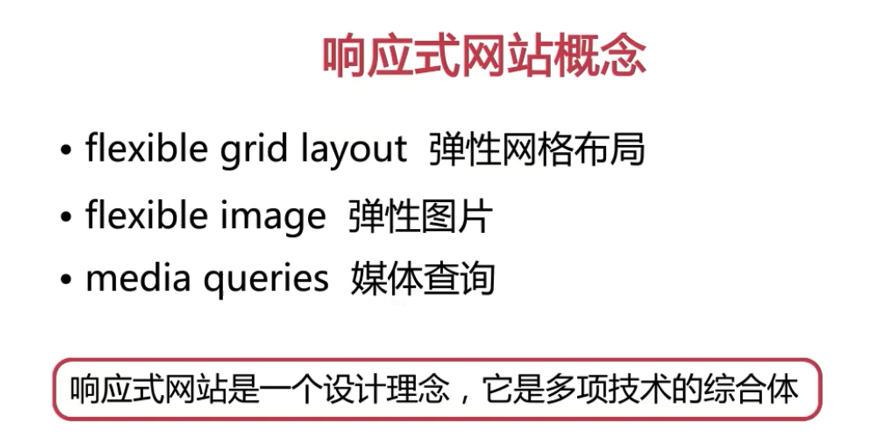 响应式网站概念
• flexible grid layout 弹性网格布局
• flexible image 弹性图片
• media queries 媒体查询
响应式网站是一个设计理念，它是多项技术的综合体